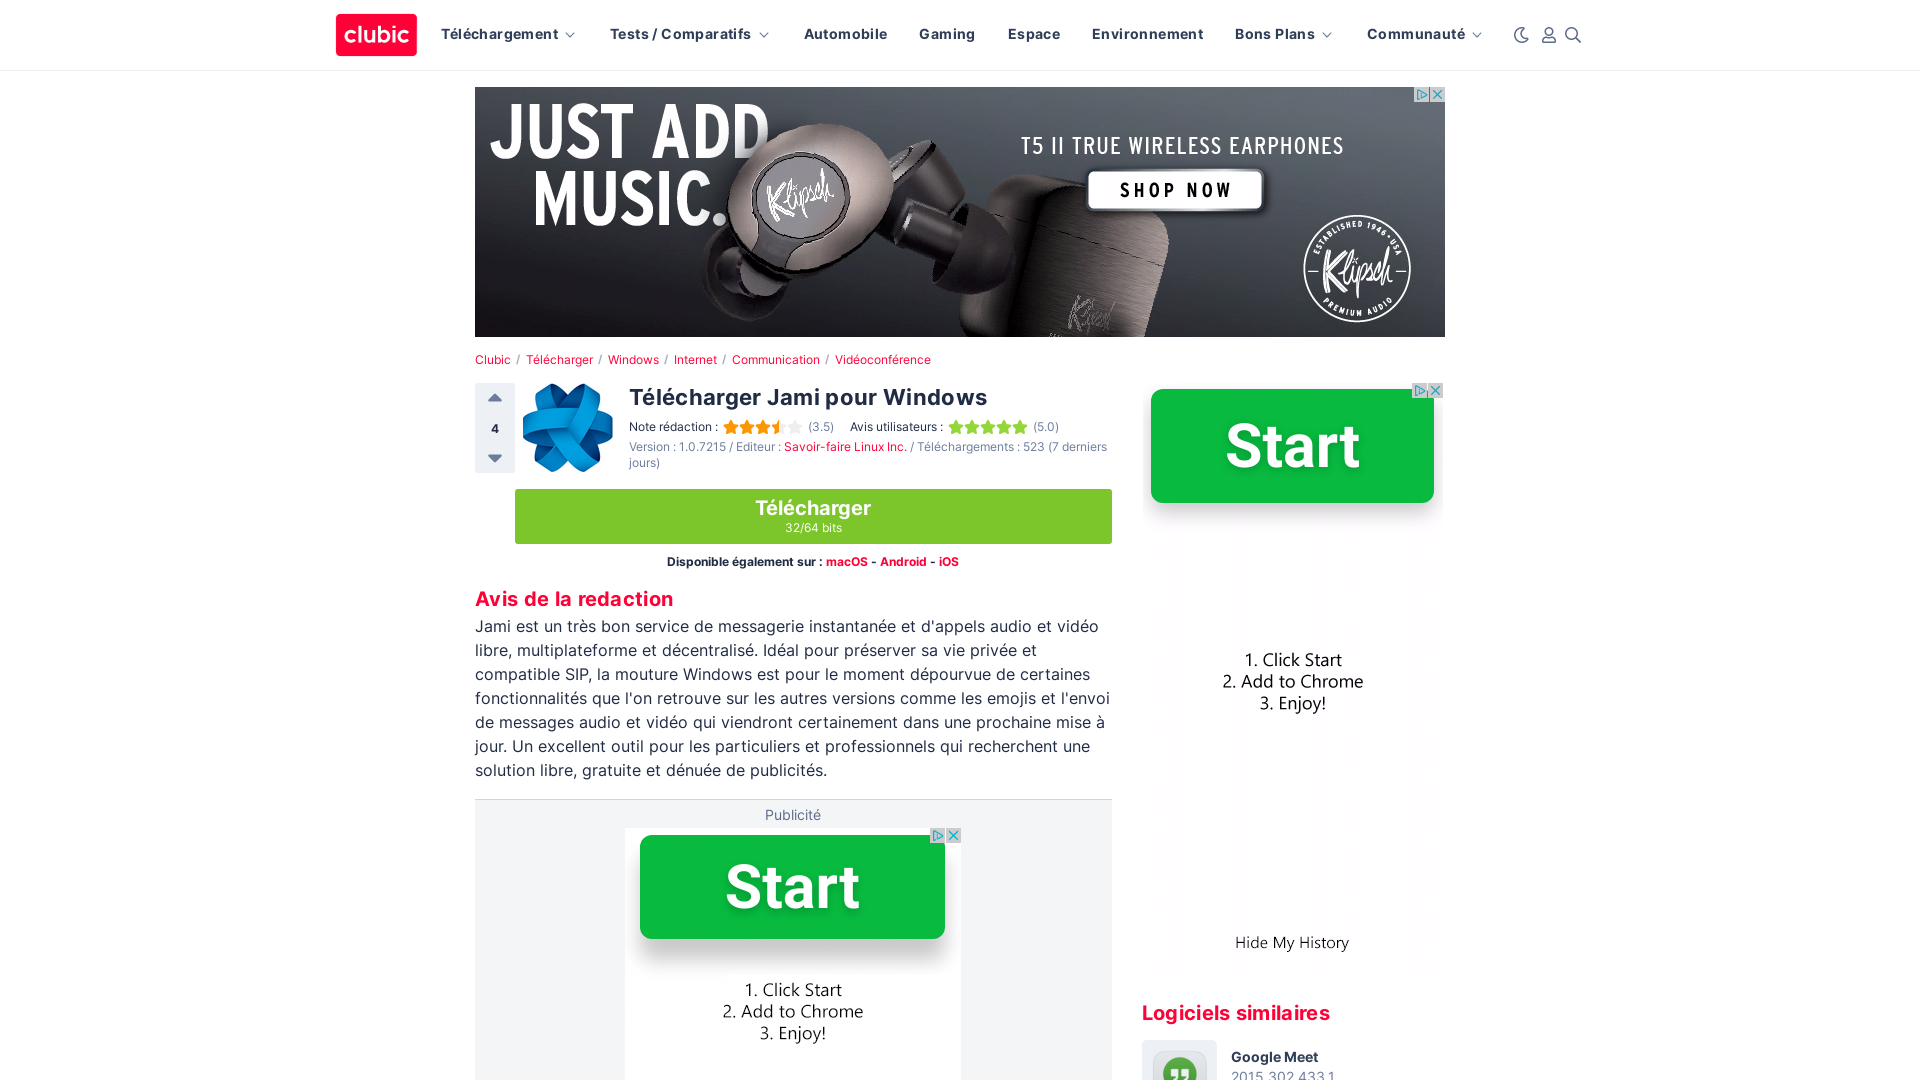 clubic
Téléchargement
Tests / Comparatifs
Automobile
Gaming
Espace
Environnement
Bons Plans
Communauté
JUST ADD
MUSIC.
Klipsch
T5 II TRUE WIRELESS EARPHONES
SHOP NOW
ESTABLISHED 1946 • USA
Klipsch
PREMIUM AUDIO
Klipsch
Clubic / Télécharger / Windows / Internet / Communication / Vidéoconférence
4
Télécharger Jami pour Windows
Note rédaction : (3.5) Avis utilisateurs : (5.0)
Version : 1.0.7215 / Editeur : Savoir-faire Linux Inc. / Téléchargements : 523 (7 derniers
jours)
Télécharger
32/64 bits
Disponible également sur : macOS - Android - iOS
Avis de la redaction
Jami est un très bon service de messagerie instantanée et d'appels audio et vidéo
libre, multiplateforme et décentralisé. Idéal pour préserver sa vie privée et
compatible SIP, la mouture Windows est pour le moment dépourvue de certaines
fonctionnalités que l'on retrouve sur les autres versions comme les emojis et l'envoi
de messages audio et vidéo qui viendront certainement dans une prochaine mise à
jour. Un excellent outil pour les particuliers et professionnels qui recherchent une
solution libre, gratuite et dénuée de publicités.
Publicité
Start
1. Click Start
2. Add to Chrome
3. Enjoy!
Start
1. Click Start
2. Add to Chrome
3. Enjoy!
Hide My History
Logiciels similaires
Google Meet
2015.302.433.1